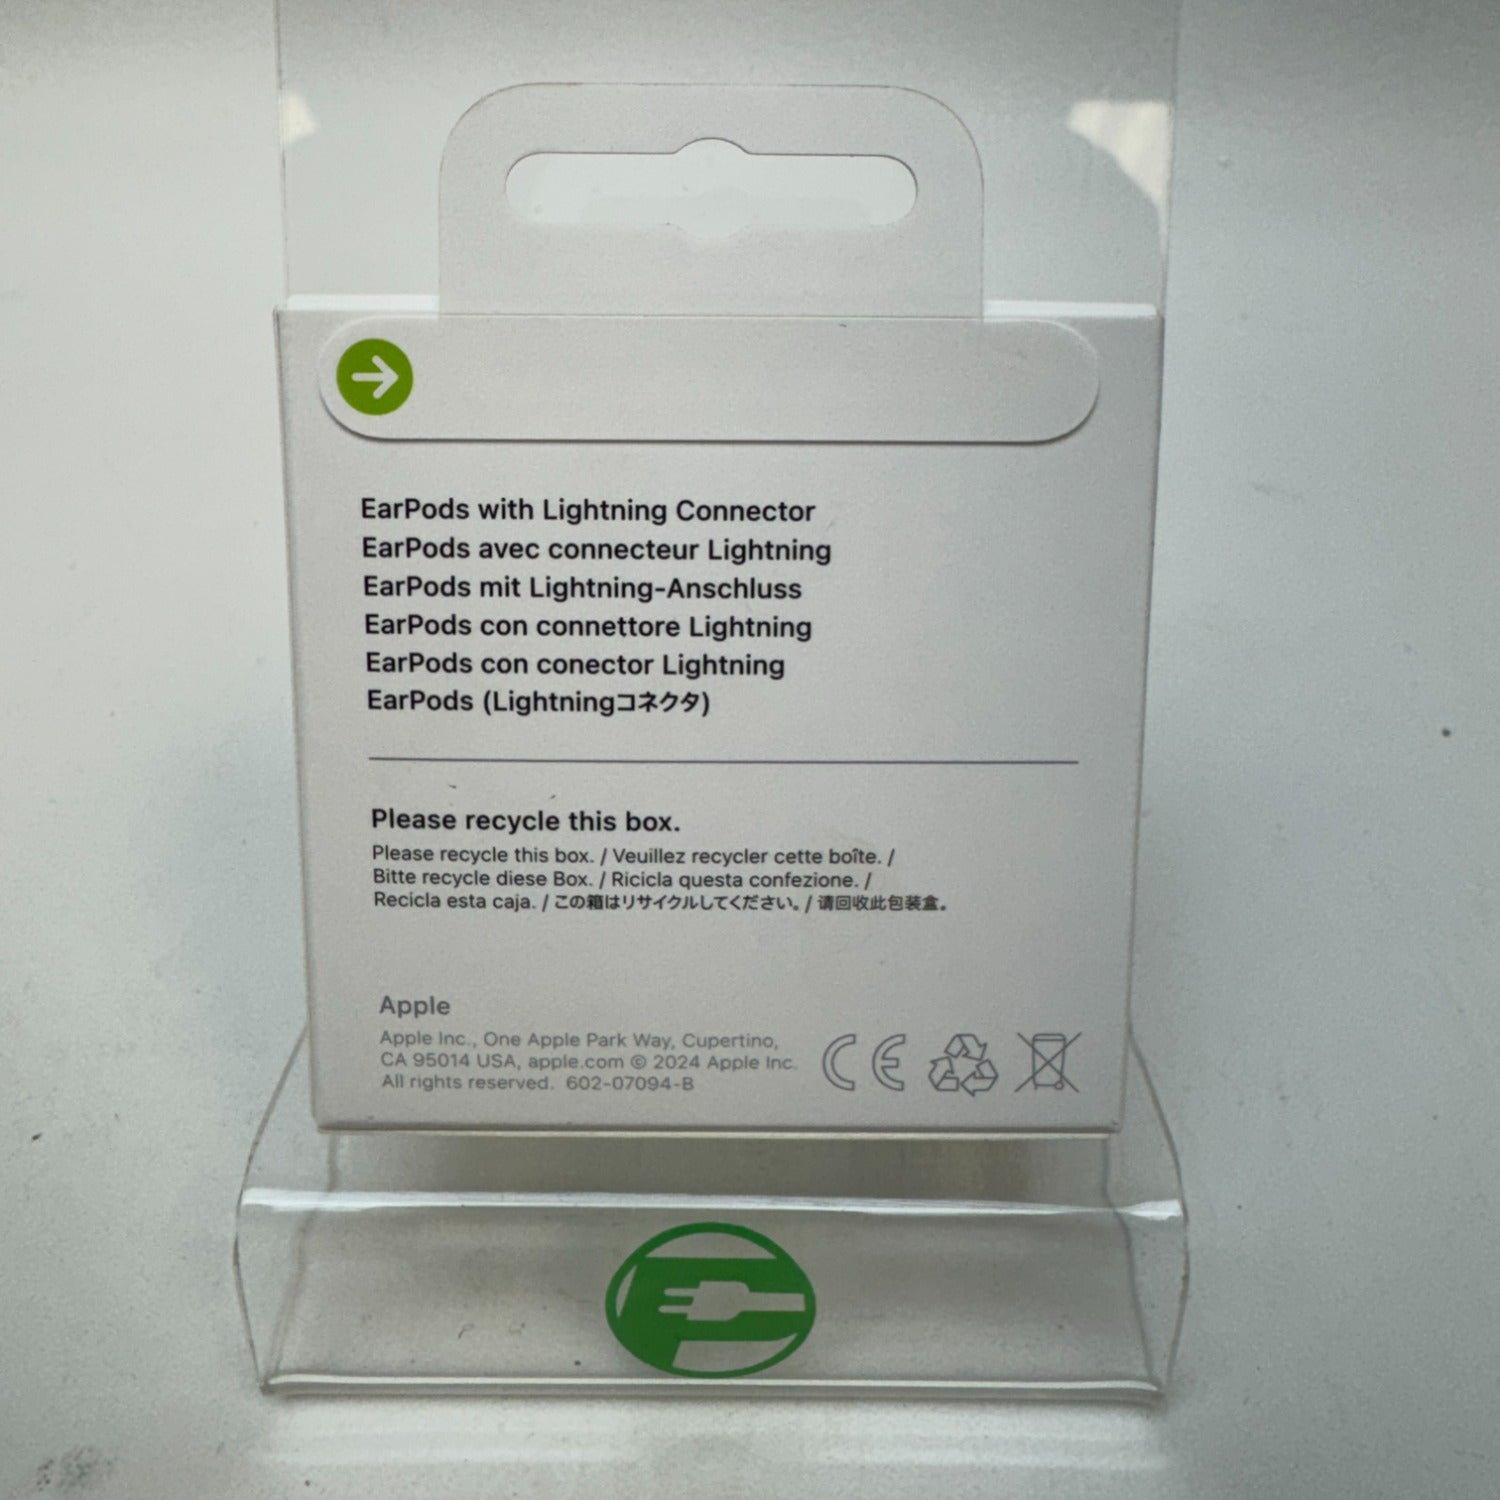 EarPods with Lightning Connector
EarPods avec connecteur Lightning
EarPods mit Lightning-Anschluss
EarPods con connettore Lightning
EarPods con conector Lightning
EarPods (Lightningコネクタ)
Please recycle this box.
Please recycle this box. / Veuillez recycler cette boîte. /
Bitte recycle diese Box. / Ricicla questa confezione. /
Recicla esta caja. / この箱はリサイクルしてください。/ 请回收此包装盒。
Apple
Apple Inc., One Apple Park Way, Cupertino,
CA 95014 USA, apple.com © 2024 Apple Inc.
All rights reserved. 602-07094-B
CE